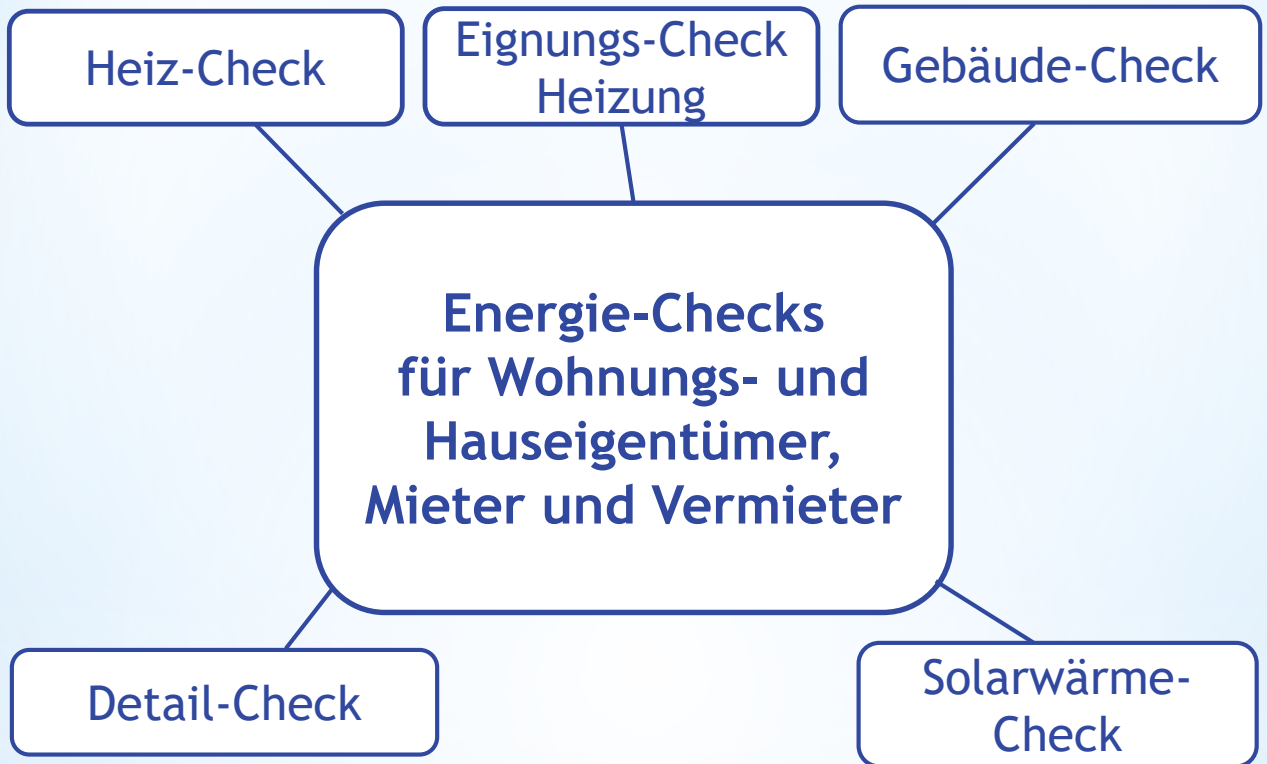 Heiz-Check
Eignungs-Check
Heizung
Gebäude-Check
Energie-Checks
für Wohnungs- und
Hauseigentümer,
Mieter und Vermieter
Detail-Check
Solarwärme-
Check